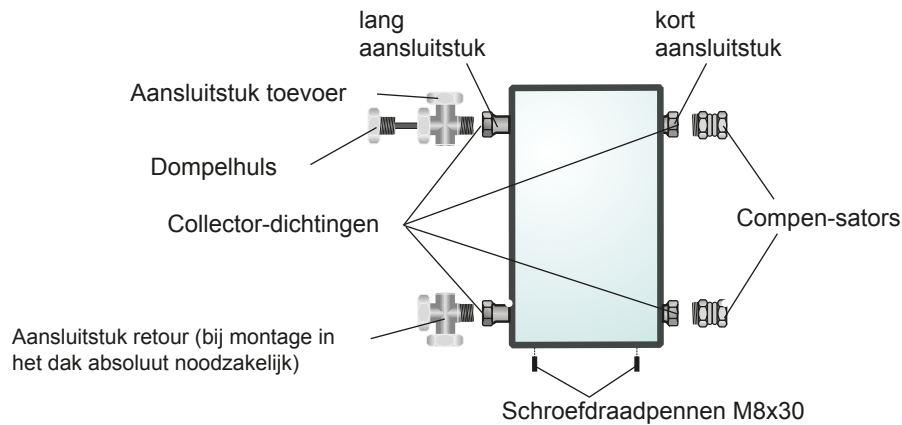 lang
aansluitstuk
kort
aansluitstuk
Aansluitstuk toevoer
Dompelhuls
Collector-dichtingen
Compen-sators
Aansluitstuk retour (bij montage in
het dak absoluut noodzakelijk)
Schroefdraadpennen M8x30